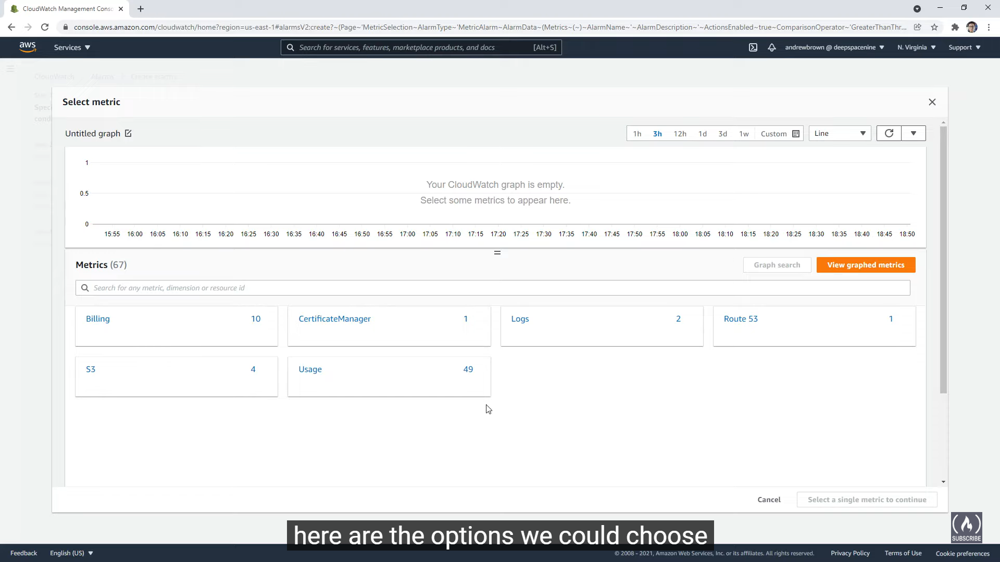 CloudWatch Management Conso
console.aws.amazon.com/cloudwatch/home?region=us-east-1#alarmsV2:create?~(Page~'MetricSelection~AlarmType~'MetricAlarm~AlarmData~(Metrics~(~)~AlarmName~'~AlarmDescription~'~ActionsEnabled~true~ComparisonOperator~'GreaterThanThr...
aws Services Search for services, features, marketplace products, and docs [Alt+S] andrewbrown @ deepspacenine N. Virginia Support
CloudWatch Alarms Create alarms
Select metric
Speci
condi
Untitled graph 1h 3h 12h 1d 3d 1w Custom Line
1
Your CloudWatch graph is empty.
0.5
Select some metrics to appear here.
0
15:55 16:00 16:05 16:10 16:15 16:20 16:25 16:30 16:35 16:40 16:45 16:50 16:55 17:00 17:05 17:10 17:15 17:20 17:25 17:30 17:35 17:40 17:45 17:50 17:55 18:00 18:05 18:10 18:15 18:20 18:25 18:30 18:35 18:40 18:45 18:50
Metrics (67) Graph search View graphed metrics
Search for any metric, dimension or resource id
Billing 10 CertificateManager 1 Logs 2 Route 53 1
S3 4 Usage 49
Cancel Select a single metric to continue
here are the options we could choose
SUBSCRIBE
Feedback English (US) © 2008 - 2021, Amazon Web Services, Inc. or its affiliates. All rights reserved. Privacy Policy Terms of Use Cookie preferences